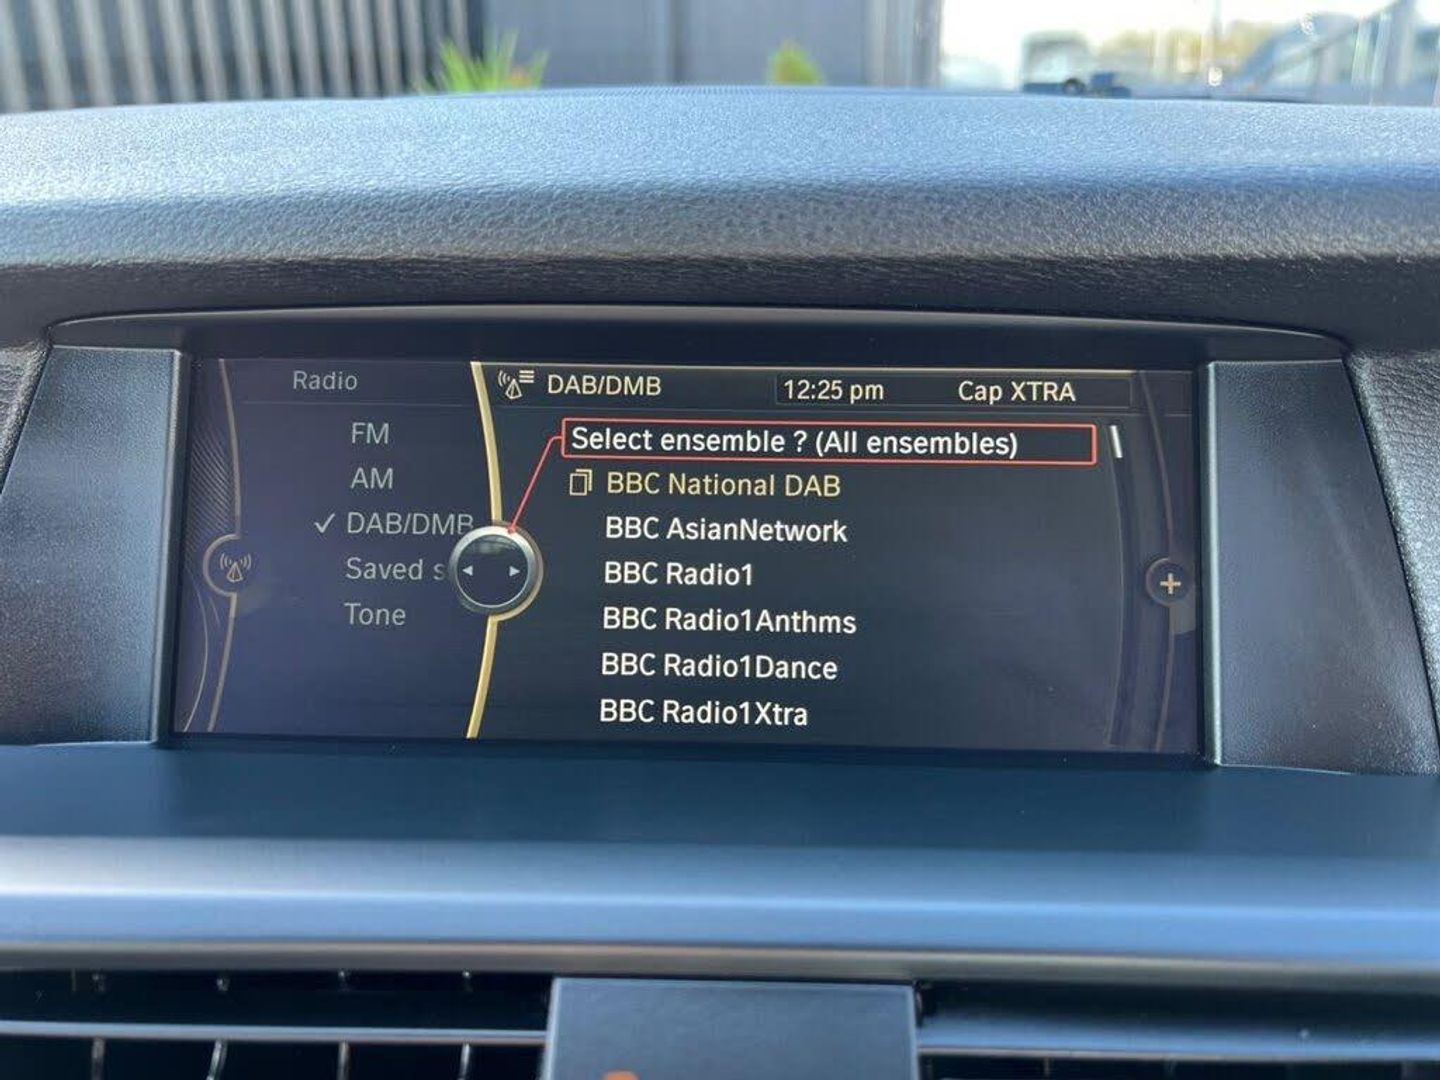 Radio
FM
AM
DAB/DMB
Saved s
Tone
DAB/DMB 12:25 pm Cap XTRA
Select ensemble ? (All ensembles)
BBC National DAB
BBC AsianNetwork
BBC Radio1
BBC Radio1Anthms
BBC Radio1Dance
BBC Radio1Xtra